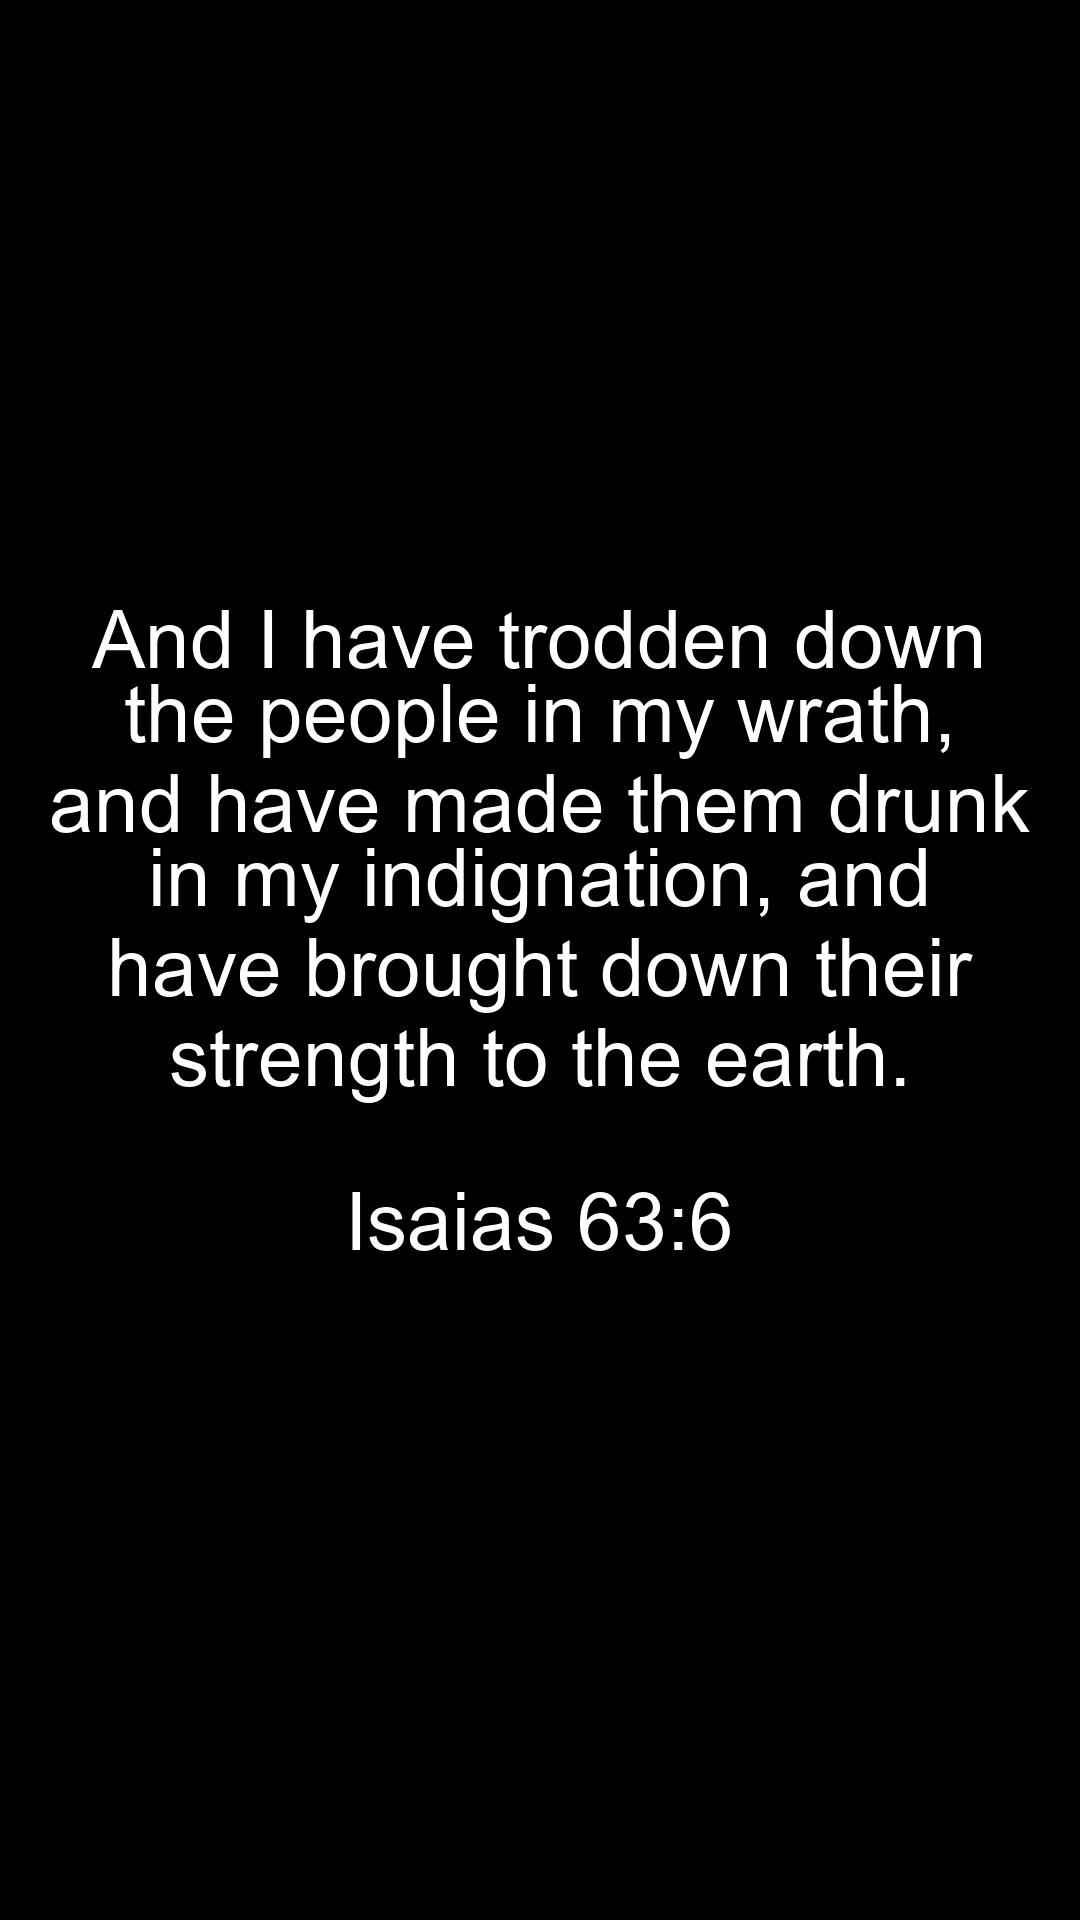 And I have trodden down
the people in my wrath,
and have made them drunk
in my indignation, and
have brought down their
strength to the earth.
Isaias 63:6